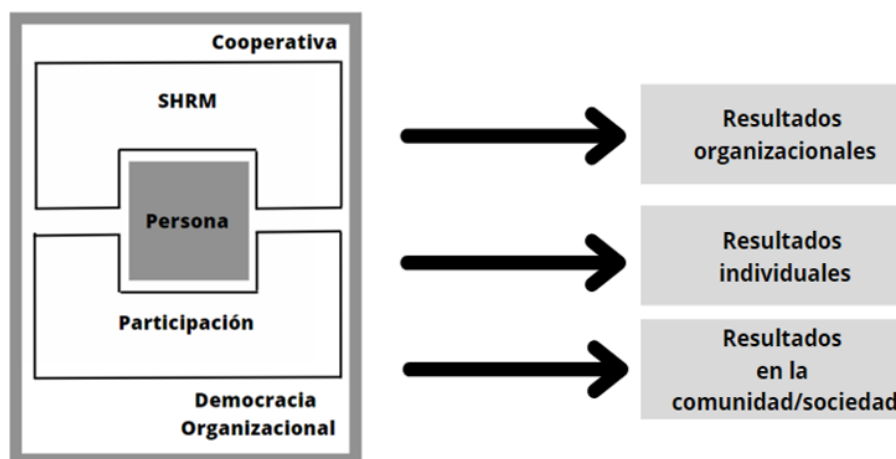 Cooperativa
SHRM
Persona
Participación
Democracia
Organizacional
Resultados
organizacionales
Resultados
individuales
Resultados
en la
comunidad/sociedad